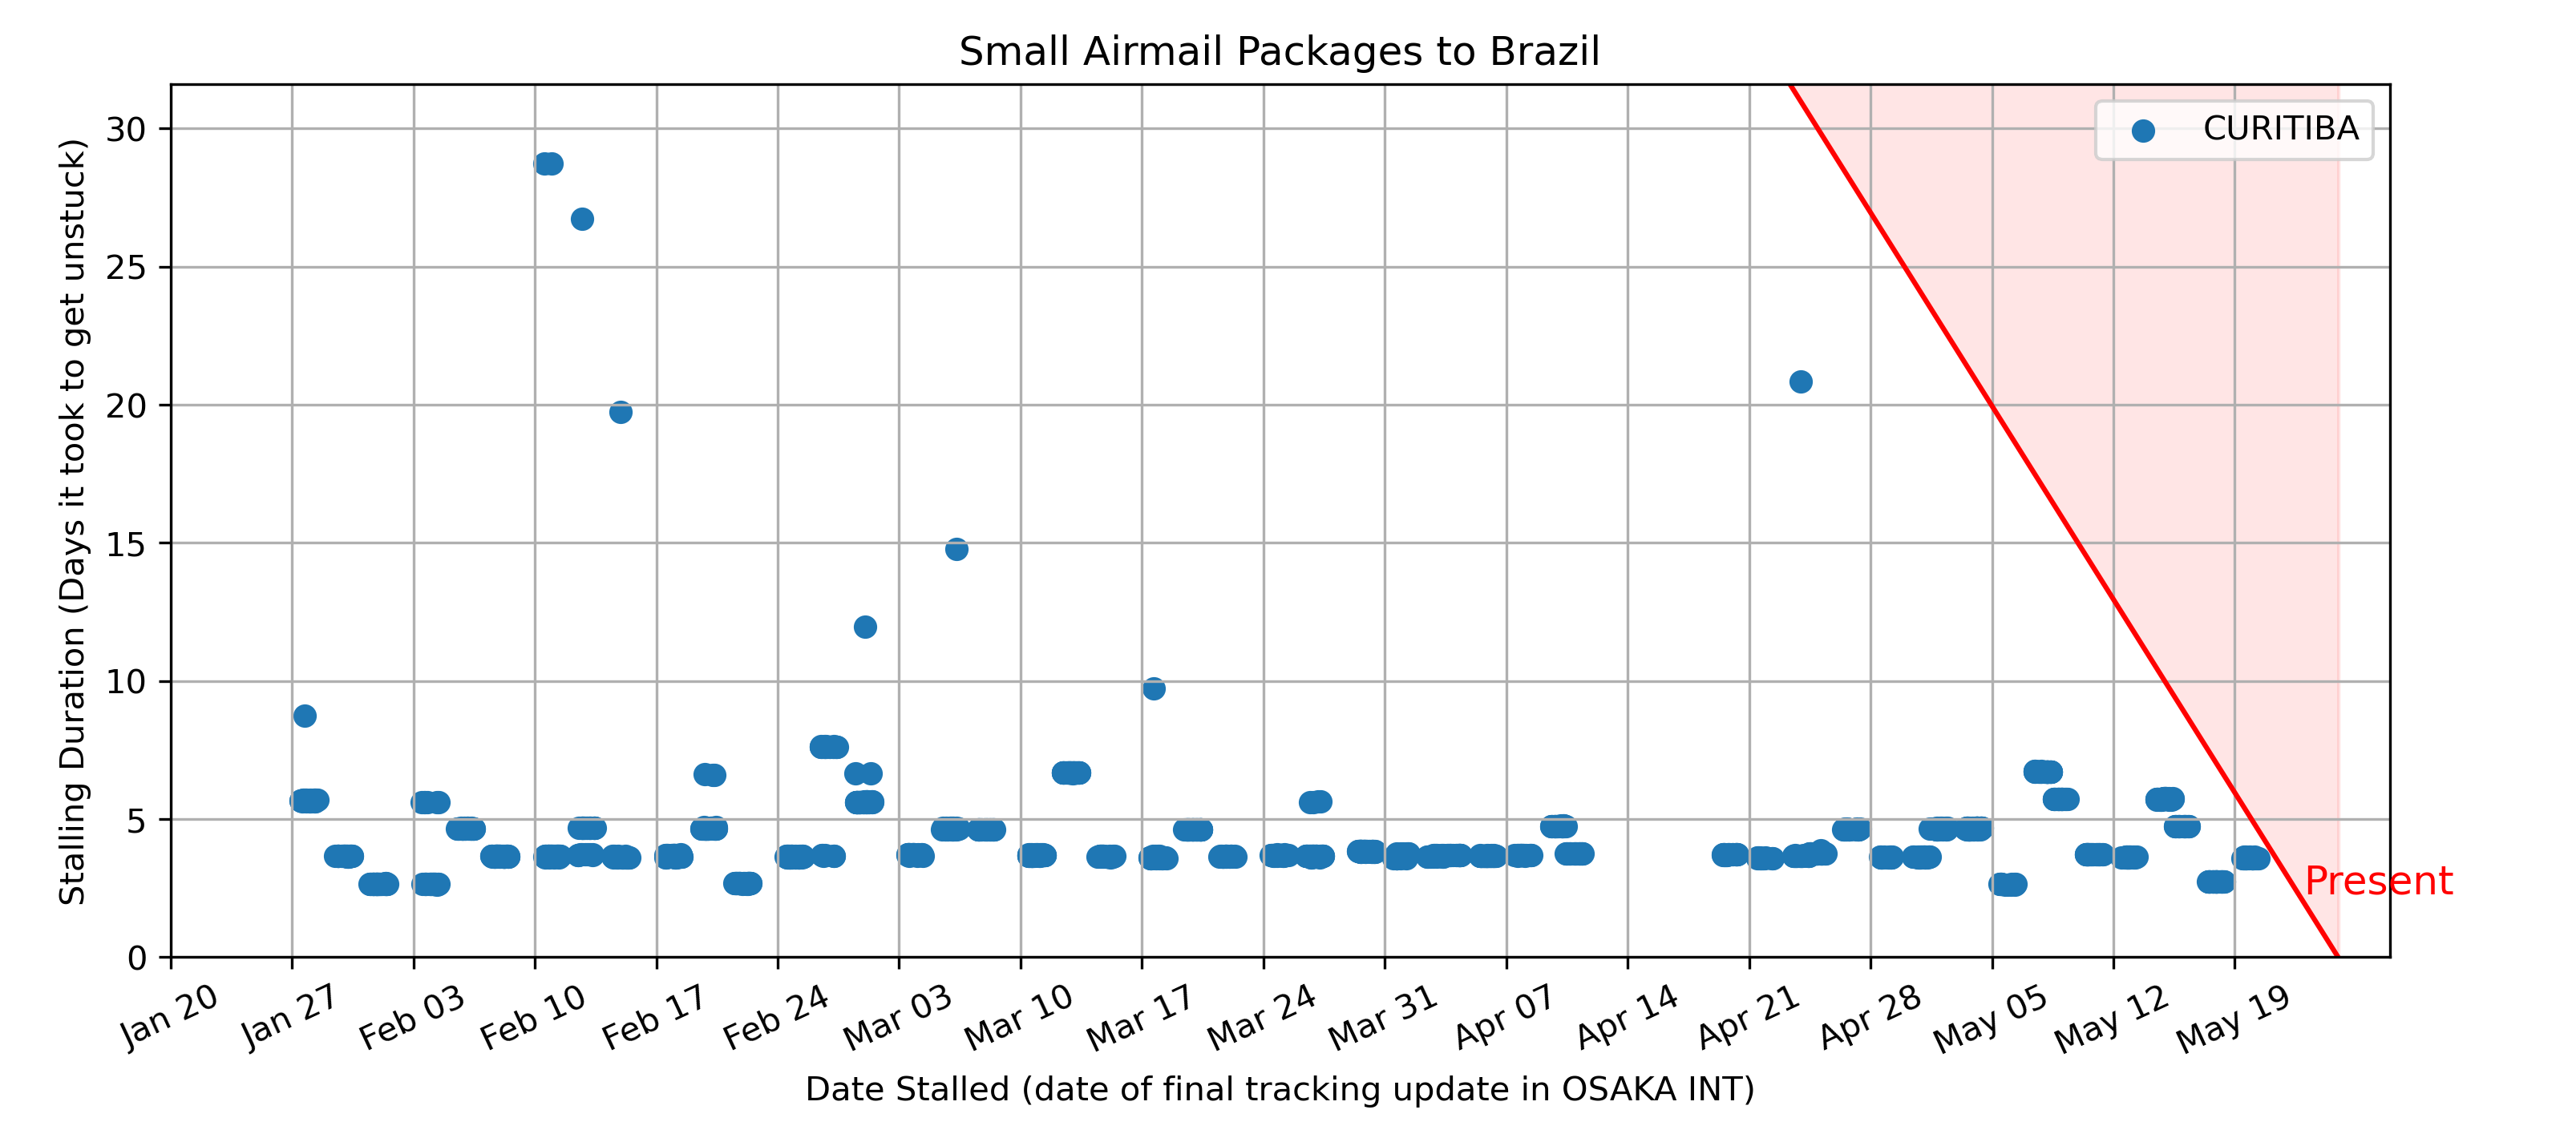 Small Airmail Packages to Brazil
CURITIBA
Present
Stalling Duration (Days it took to get unstuck)
30
25
20
15
10
5
0
Jan 20
Jan 27
Feb 03
Feb 10
Feb 17
Feb 24
Mar 03
Mar 10
Mar 17
Mar 24
Mar 31
Apr 07
Apr 14
Apr 21
Apr 28
May 05
May 12
May 19
Date Stalled (date of final tracking update in OSAKA INT)